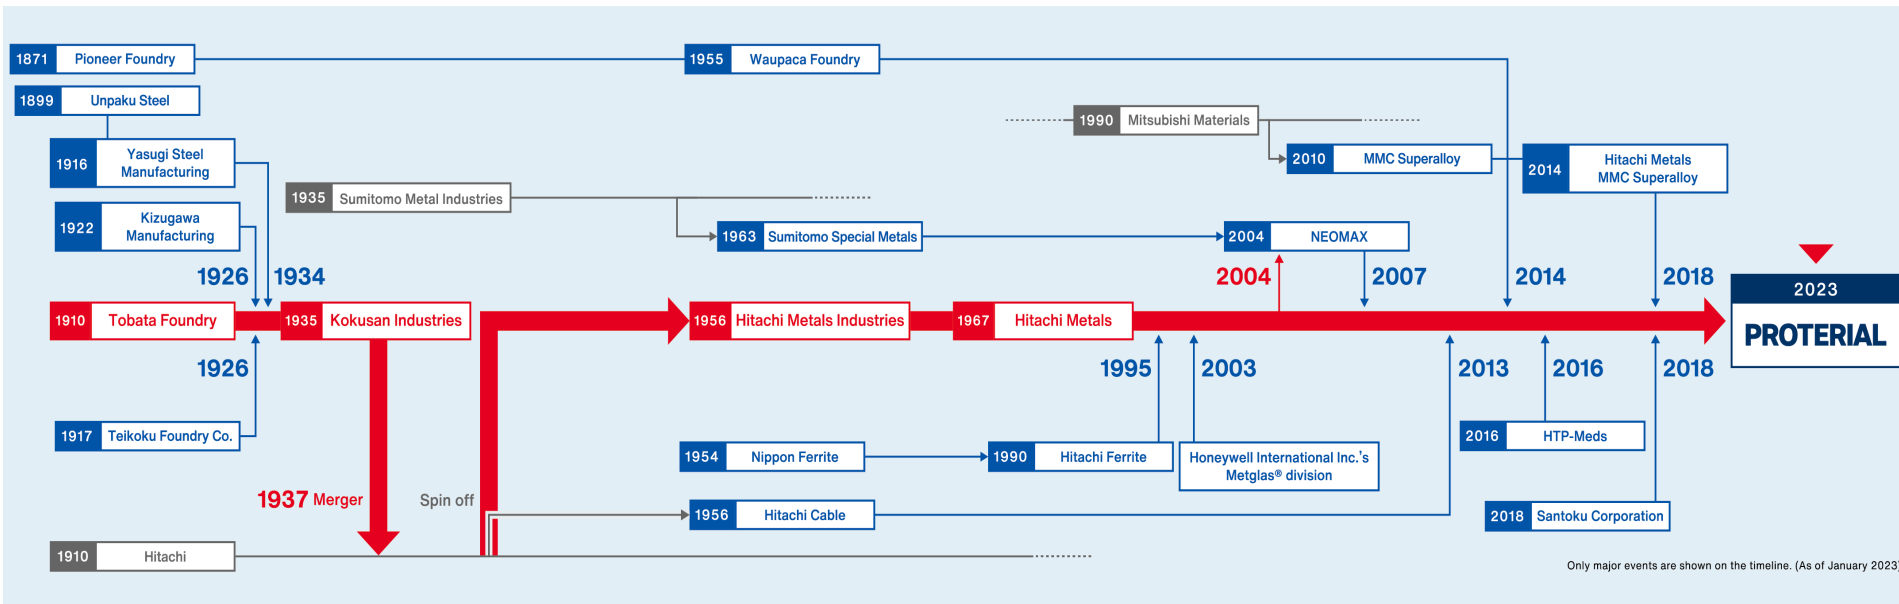 1871 Pioneer Foundry
1955 Waupaca Foundry
1899 Unpaku Steel
1990 Mitsubishi Materials
1916 Yasugi Steel
Manufacturing
2010 MMC Superalloy
2014 Hitachi Metals
MMC Superalloy
1935 Sumitomo Metal Industries
1922 Kizugawa
Manufacturing
1963 Sumitomo Special Metals
2004 NEOMAX
1926
1934
2004
2007
2014
2018
2023
PROTERIAL
1910 Tobata Foundry
1935 Kokusan Industries
1956 Hitachi Metals Industries
1967 Hitachi Metals
1926
1995
2003
2013
2016
2018
1917 Teikoku Foundry Co.
2016 HTP-Meds
1954 Nippon Ferrite
1990 Hitachi Ferrite
Honeywell International Inc.'s
Metglas® division
1937 Merger
Spin off
1956 Hitachi Cable
2018 Santoku Corporation
1910 Hitachi
Only major events are shown on the timeline. (As of January 2023)